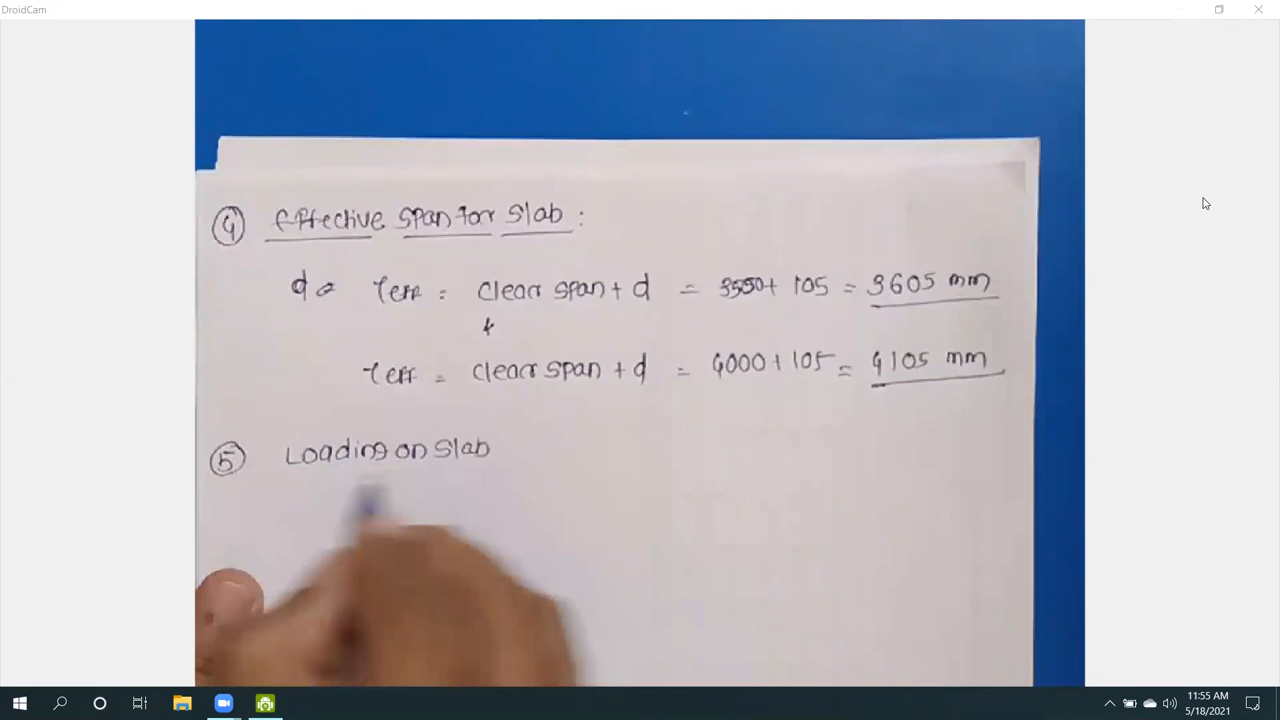 DroidCam
4 Effective span for slab :
leff = clear span + d = 3500 + 105 = 3605 mm
&
leff = clear span + d = 4000 + 105 = 4105 mm
5 Loading on slab
11:55 AM
5/18/2021